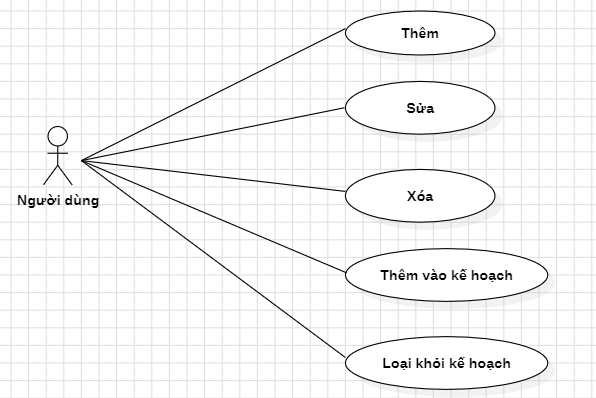 Thêm
Sửa
Xóa
Người dùng
Thêm vào kế hoạch
Loại khỏi kế hoạch